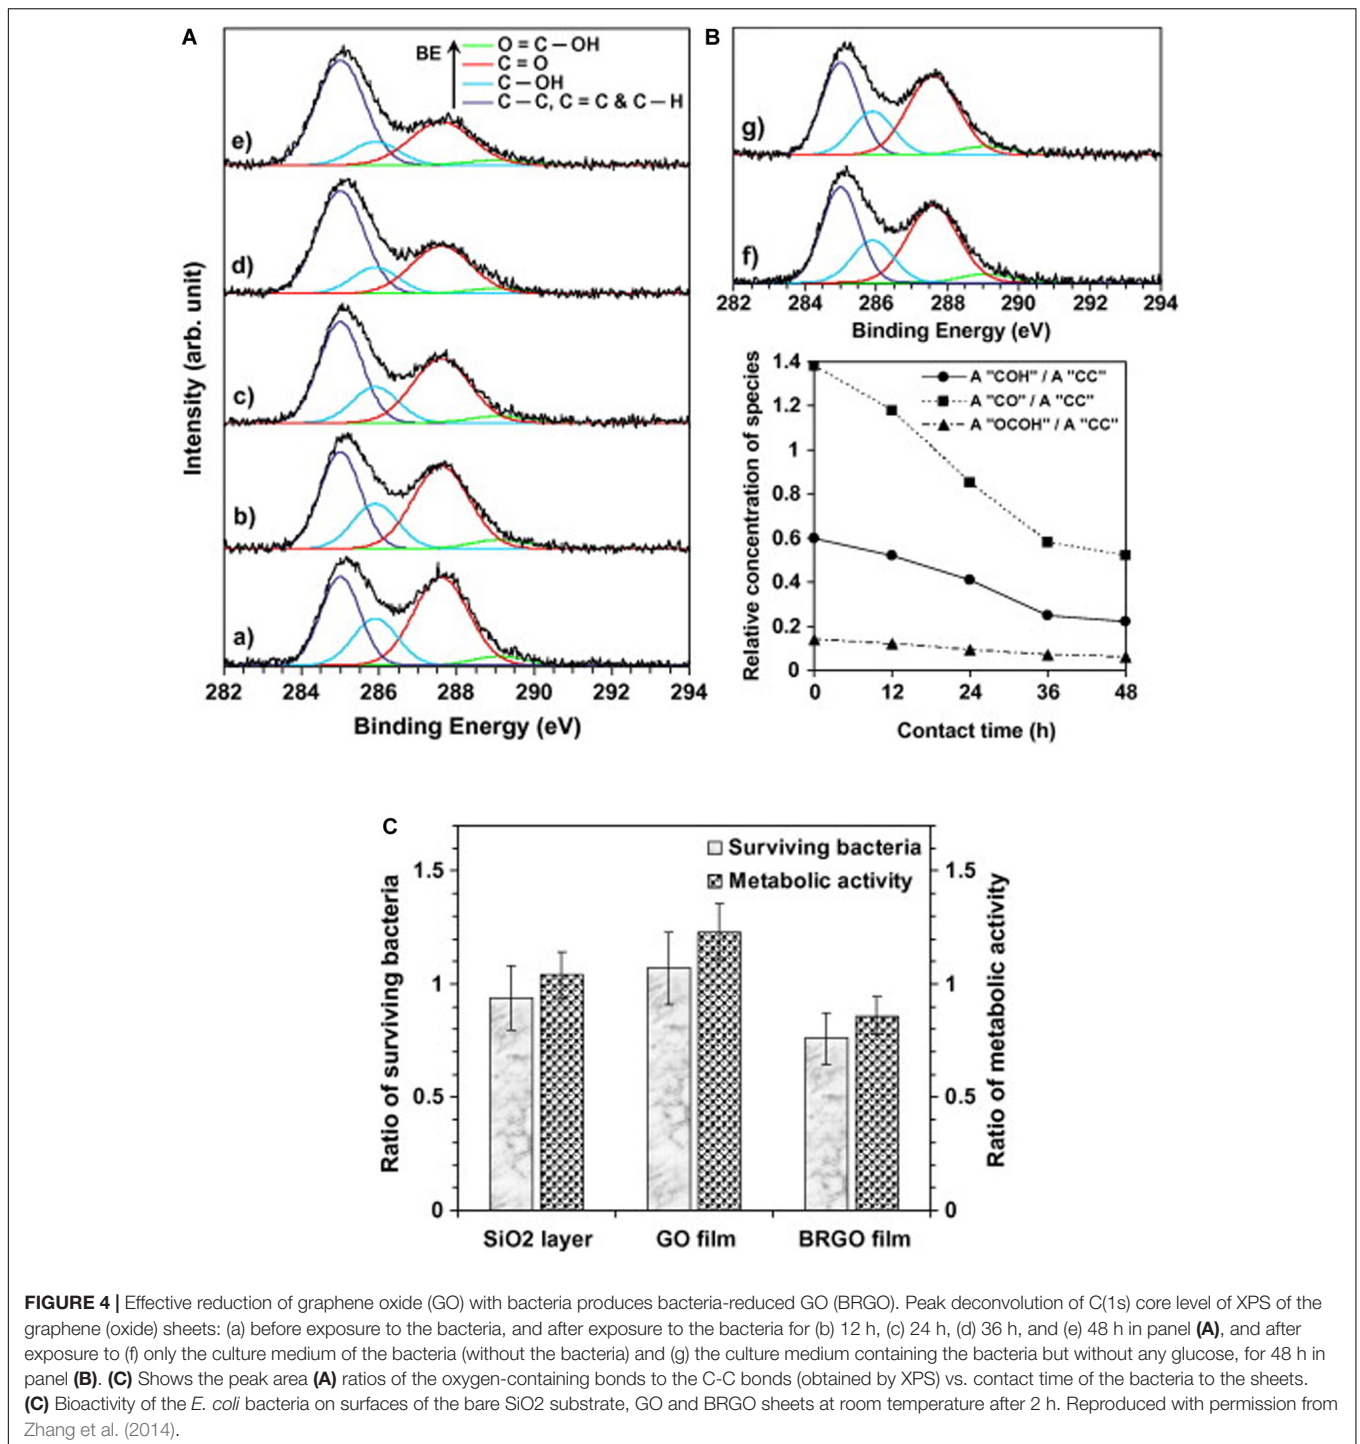 A
BE
O = C — OH
C = O
C — OH
C — C, C = C & C — H
e)
d)
c)
b)
a)
Intensity (arb. unit)
282 284 286 288 290 292 294
Binding Energy (eV)
B
g)
f)
282 284 286 288 290 292 294
Binding Energy (eV)
1.4
1.2
1
0.8
0.6
0.4
0.2
0
Relative concentration of species
A "COH" / A "CC"
A "CO" / A "CC"
A "OCOH" / A "CC"
0 12 24 36 48
Contact time (h)
C
Surviving bacteria
Metabolic activity
Ratio of surviving bacteria
1.5
1
0.5
0
1.5
1
0.5
0
Ratio of metabolic activity
SiO2 layer GO film BRGO film
FIGURE 4 | Effective reduction of graphene oxide (GO) with bacteria produces bacteria-reduced GO (BRGO). Peak deconvolution of C(1s) core level of XPS of the
graphene (oxide) sheets: (a) before exposure to the bacteria, and after exposure to the bacteria for (b) 12 h, (c) 24 h, (d) 36 h, and (e) 48 h in panel (A), and after
exposure to (f) only the culture medium of the bacteria (without the bacteria) and (g) the culture medium containing the bacteria but without any glucose, for 48 h in
panel (B). (C) Shows the peak area (A) ratios of the oxygen-containing bonds to the C-C bonds (obtained by XPS) vs. contact time of the bacteria to the sheets.
(C) Bioactivity of the E. coli bacteria on surfaces of the bare SiO2 substrate, GO and BRGO sheets at room temperature after 2 h. Reproduced with permission from
Zhang et al. (2014).